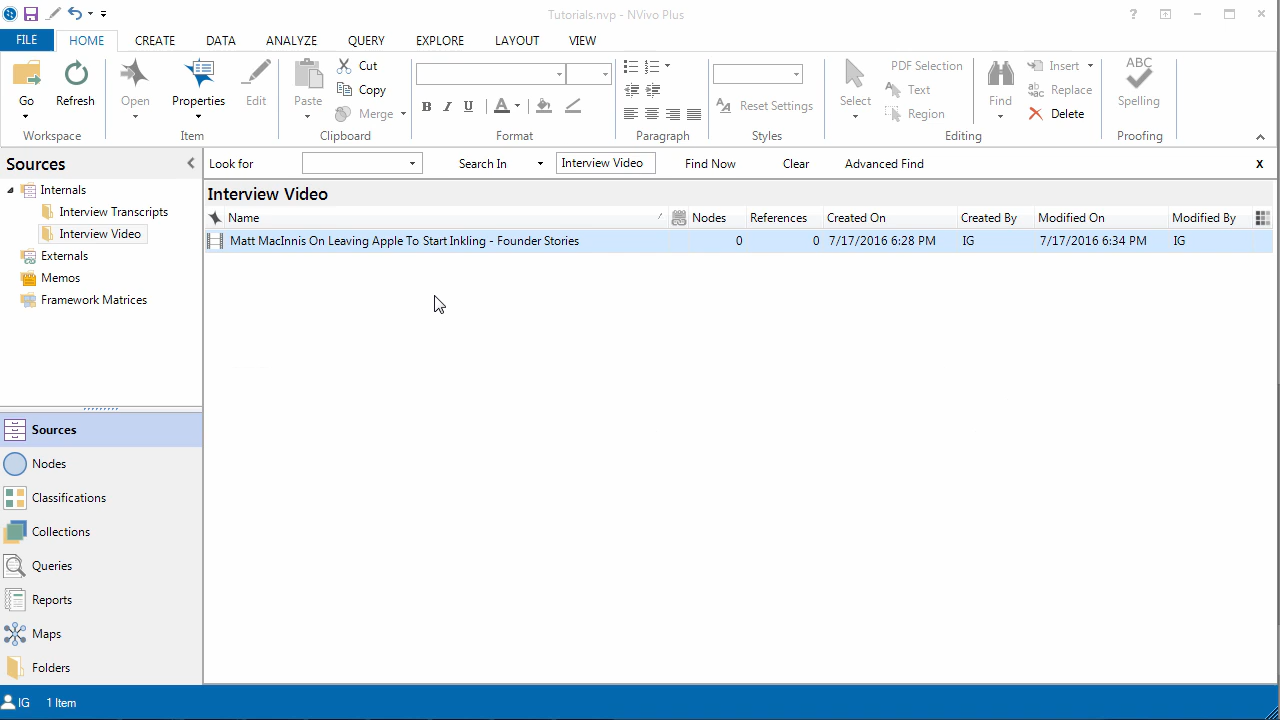 Tutorials.nvp - NVivo Plus
?
FILE HOME CREATE DATA ANALYZE QUERY EXPLORE LAYOUT VIEW
Go Refresh Open Properties Edit Paste Cut Copy Merge B I U A A Reset Settings Select PDF Selection Text Region Find Insert Replace Delete ABC Spelling
Workspace Item Clipboard Format Paragraph Styles Editing Proofing
Sources
Look for Search In Interview Video Find Now Clear Advanced Find x
Internals
Interview Transcripts
Interview Video
Externals
Memos
Framework Matrices
Interview Video
Name Nodes References Created On Created By Modified On Modified By
Matt MacInnis On Leaving Apple To Start Inkling - Founder Stories 0 0 7/17/2016 6:28 PM IG 7/17/2016 6:34 PM IG
Sources
Nodes
Classifications
Collections
Queries
Reports
Maps
Folders
IG 1 Item